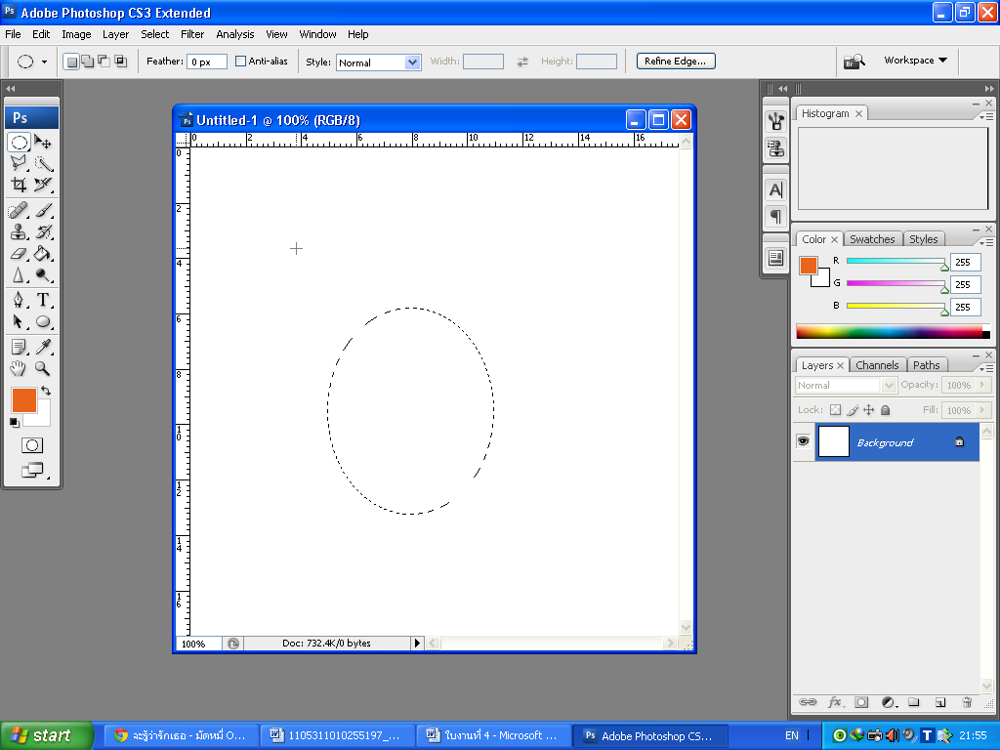 Adobe Photoshop CS3 Extended
File Edit Image Layer Select Filter Analysis View Window Help
Feather: 0 px Anti-alias Style: Normal Width: Height: Refine Edge... Br Workspace
Ps
Untitled-1 @ 100% (RGB/8)
0 2 4 6 8 10 12 14 16
0
2
4
6
8
10
12
14
16
100% Doc: 732.4K/0 bytes
Histogram
Color Swatches Styles
R 255
G 255
B 255
Layers Channels Paths
Normal Opacity: 100%
Lock: Fill: 100%
Background
start จะรู้ว่ารักเธอ - มัดหมี่ O... 1105311010255197_... ใบงานที่ 4 - Microsoft ... Adobe Photoshop CS... EN 21:55